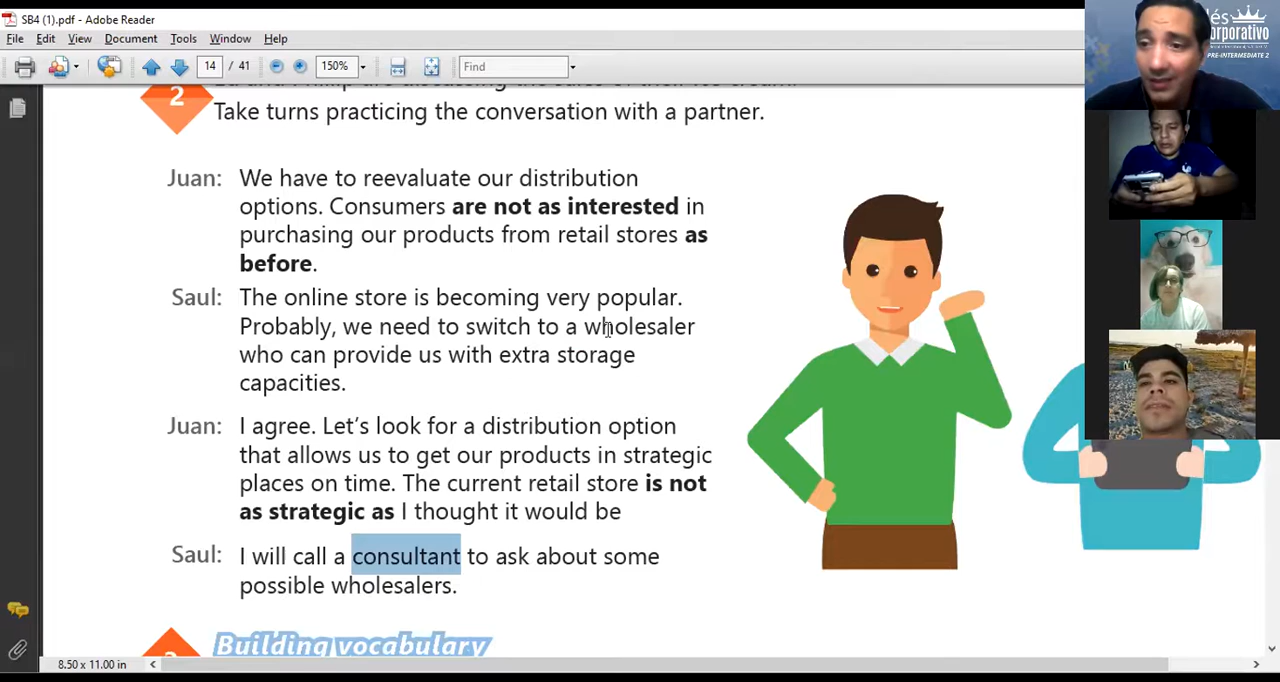 SB4 (1).pdf - Adobe Reader
File Edit View Document Tools Window Help
14 / 41 150% Find
2
Take turns practicing the conversation with a partner.
Juan: We have to reevaluate our distribution
options. Consumers are not as interested in
purchasing our products from retail stores as
before.
Saul: The online store is becoming very popular.
Probably, we need to switch to a wholesaler
who can provide us with extra storage
capacities.
Juan: I agree. Let's look for a distribution option
that allows us to get our products in strategic
places on time. The current retail store is not
as strategic as I thought it would be
Saul: I will call a consultant to ask about some
possible wholesalers.
Building vocabulary
8.50 x 11.00 in
PRE-INTERMEDIATE 2